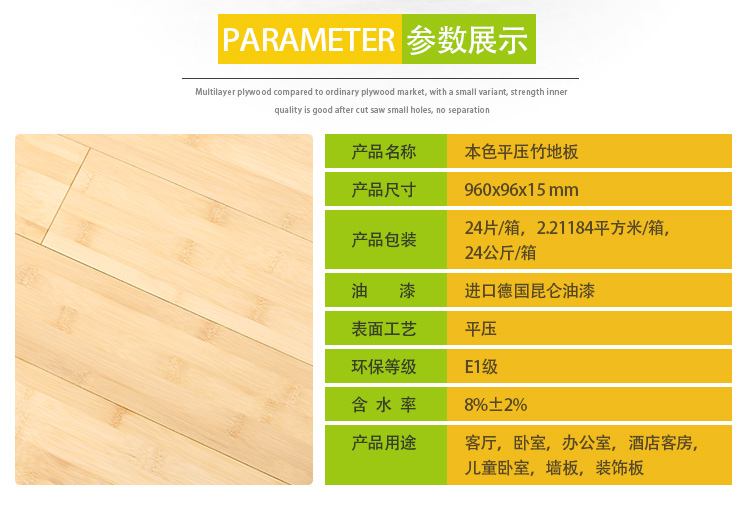 PARAMETER 参数展示
Multilayer plywood compared to ordinary plywood market, with a small variant, strength inner
quality is good after cut saw small holes, no separation
产品名称 本色平压竹地板
产品尺寸 960x96x15 mm
产品包装 24片/箱，2.21184平方米/箱，
24公斤/箱
油 漆 进口德国昆仑油漆
表面工艺 平压
环保等级 E1级
含 水 率 8%±2%
产品用途 客厅，卧室，办公室，酒店客房，
儿童卧室，墙板，装饰板